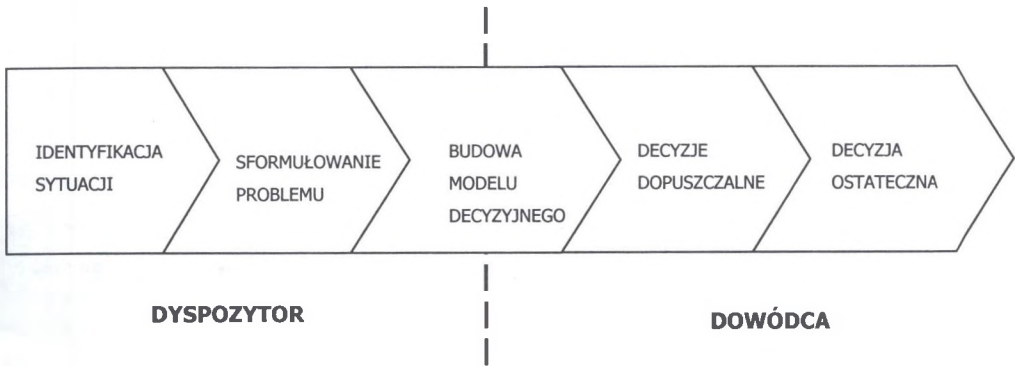 IDENTYFIKACJA
SYTUACJI
SFORMUŁOWANIE
PROBLEMU
BUDOWA
MODELU
DECYZYJNEGO
DECYZJE
DOPUSZCZALNE
DECYZJA
OSTATECZNA
DYSPOZYTOR
DOWÓDCA